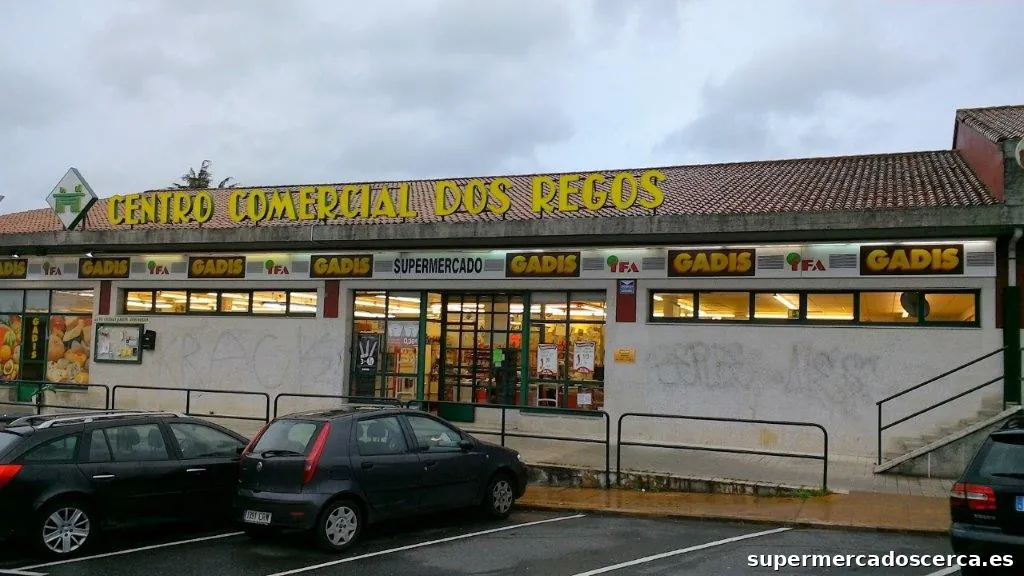 CENTRO COMERCIAL DOS REGOS
GADIS IFA GADIS IFA GADIS IFA GADIS SUPERMERCADO GADIS IFA GADIS IFA GADIS
GADIS
supermercadoscerca.es